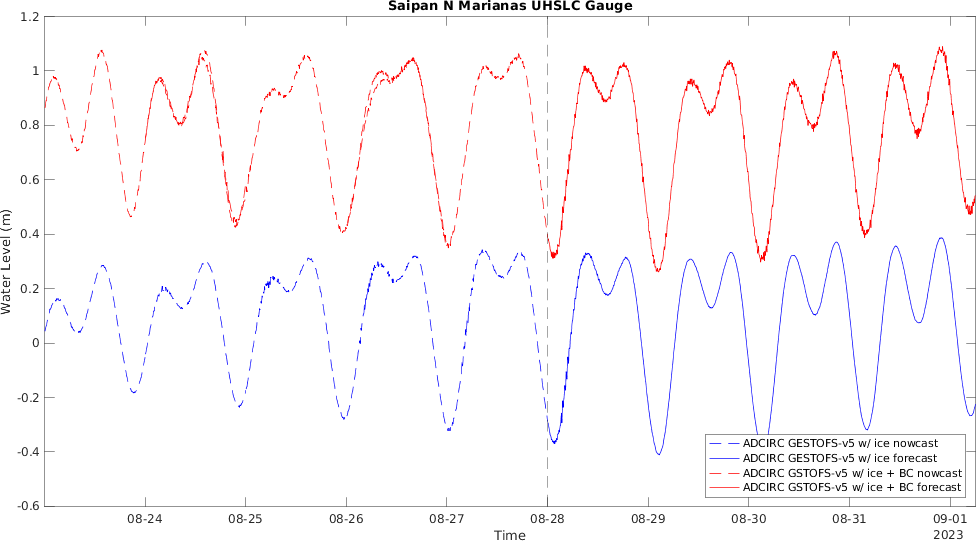 Saipan N Marianas UHSLC Gauge
1.2
1
0.8
0.6
0.4
0.2
0
-0.2
-0.4
-0.6
Water Level (m)
ADCIRC GESTOFS-v5 w/ ice nowcast
ADCIRC GESTOFS-v5 w/ ice forecast
ADCIRC GSTOFS-v5 w/ ice + BC nowcast
ADCIRC GSTOFS-v5 w/ ice + BC forecast
08-24 08-25 08-26 08-27 08-28 08-29 08-30 08-31 09-01
2023
Time